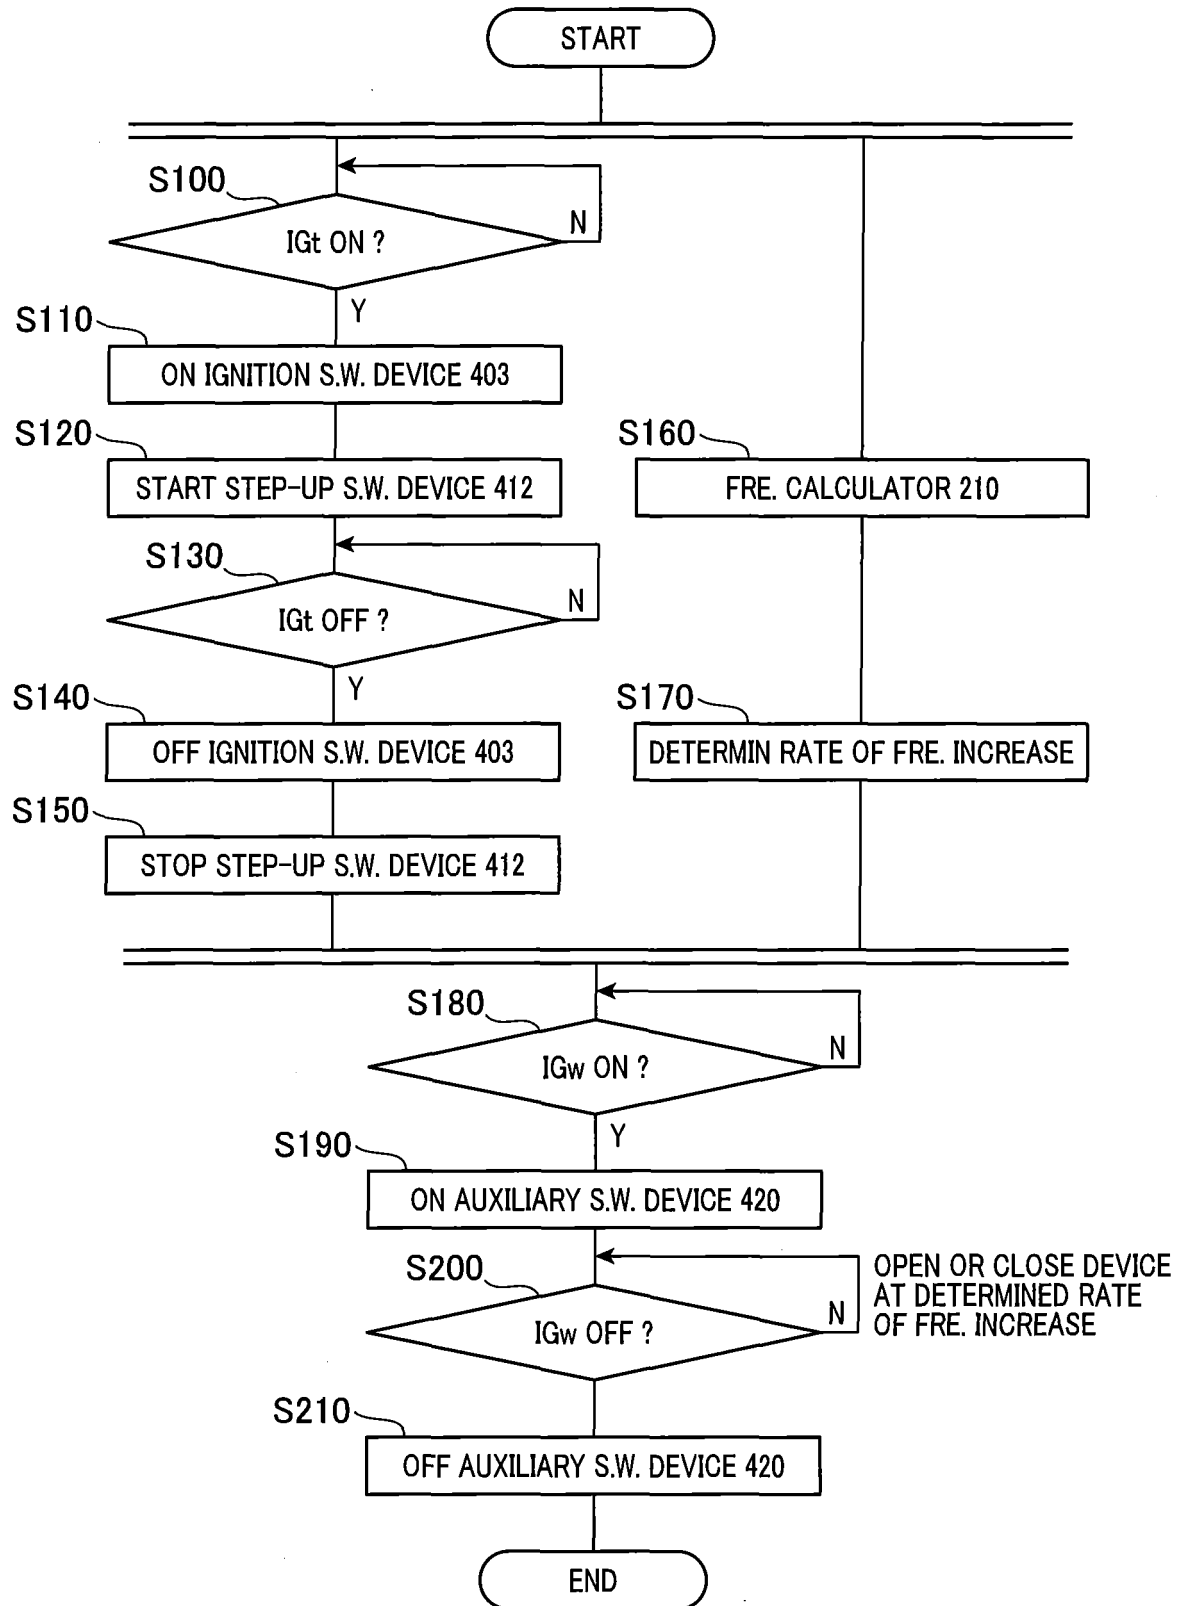 START
S100
IGt ON ?
N
Y
S110
ON IGNITION S.W. DEVICE 403
S120
START STEP-UP S.W. DEVICE 412
S130
IGt OFF ?
N
Y
S140
OFF IGNITION S.W. DEVICE 403
S150
STOP STEP-UP S.W. DEVICE 412
S160
FRE. CALCULATOR 210
S170
DETERMIN RATE OF FRE. INCREASE
S180
IGw ON ?
N
Y
S190
ON AUXILIARY S.W. DEVICE 420
S200
IGw OFF ?
N
OPEN OR CLOSE DEVICE
AT DETERMINED RATE
OF FRE. INCREASE
S210
OFF AUXILIARY S.W. DEVICE 420
END